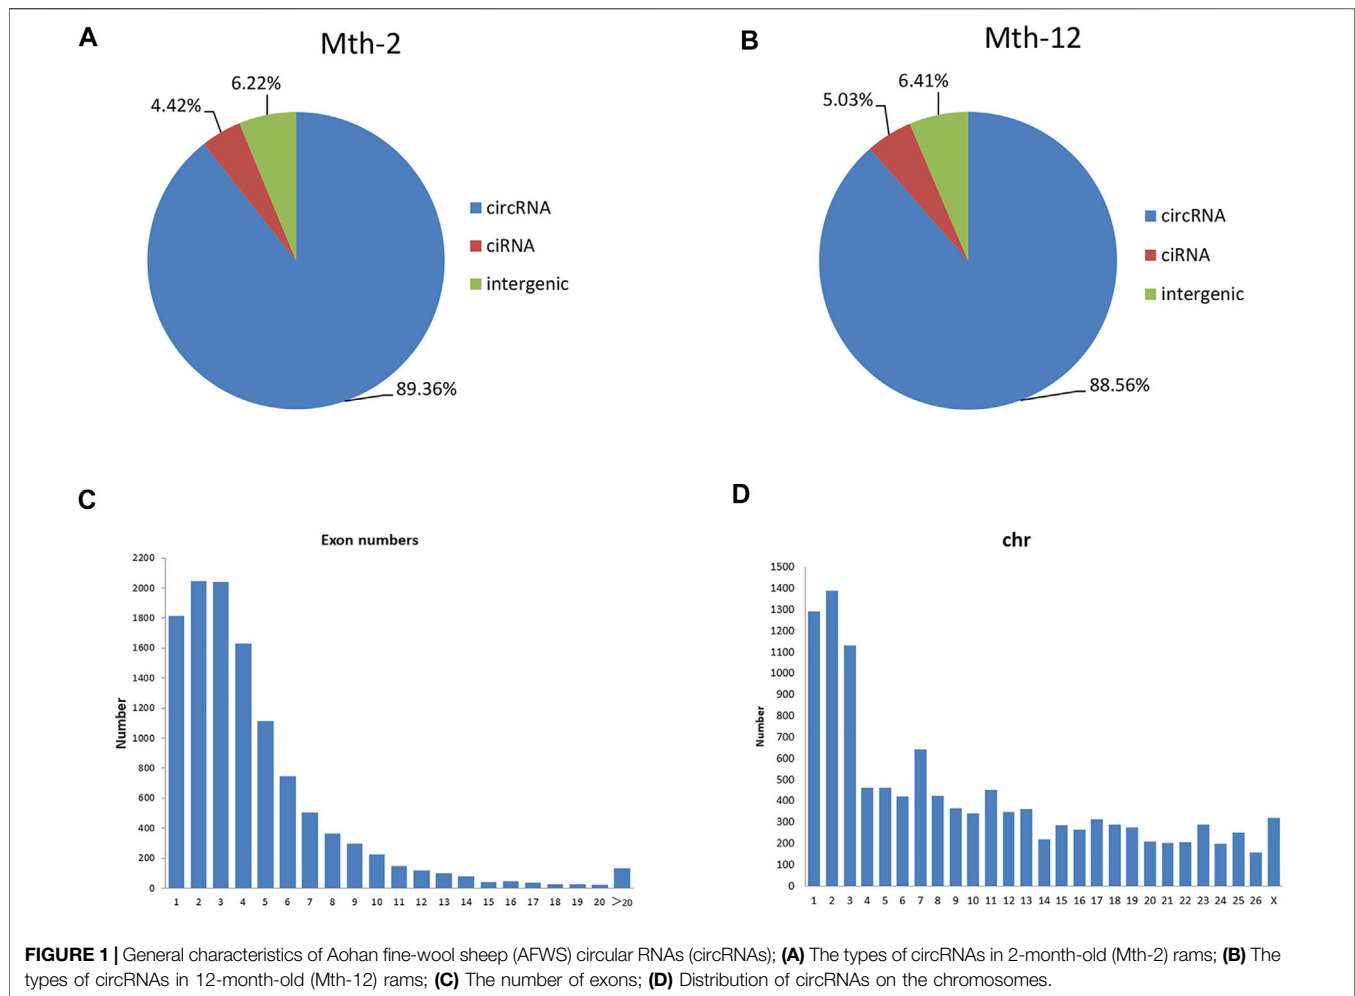 A
Mth-2
6.22%
4.42%
circRNA
ciRNA
intergenic
89.36%
B
Mth-12
6.41%
5.03%
circRNA
ciRNA
intergenic
88.56%
C
Exon numbers
2200
2000
1800
1600
1400
1200
1000
800
600
400
200
0
Number
1 2 3 4 5 6 7 8 9 10 11 12 13 14 15 16 17 18 19 20 >20
D
chr
1500
1400
1300
1200
1100
1000
900
800
700
600
500
400
300
200
100
0
Number
1 2 3 4 5 6 7 8 9 10 11 12 13 14 15 16 17 18 19 20 21 22 23 24 25 26 X
FIGURE 1 | General characteristics of Aohan fine-wool sheep (AFWS) circular RNAs (circRNAs); (A) The types of circRNAs in 2-month-old (Mth-2) rams; (B) The
types of circRNAs in 12-month-old (Mth-12) rams; (C) The number of exons; (D) Distribution of circRNAs on the chromosomes.